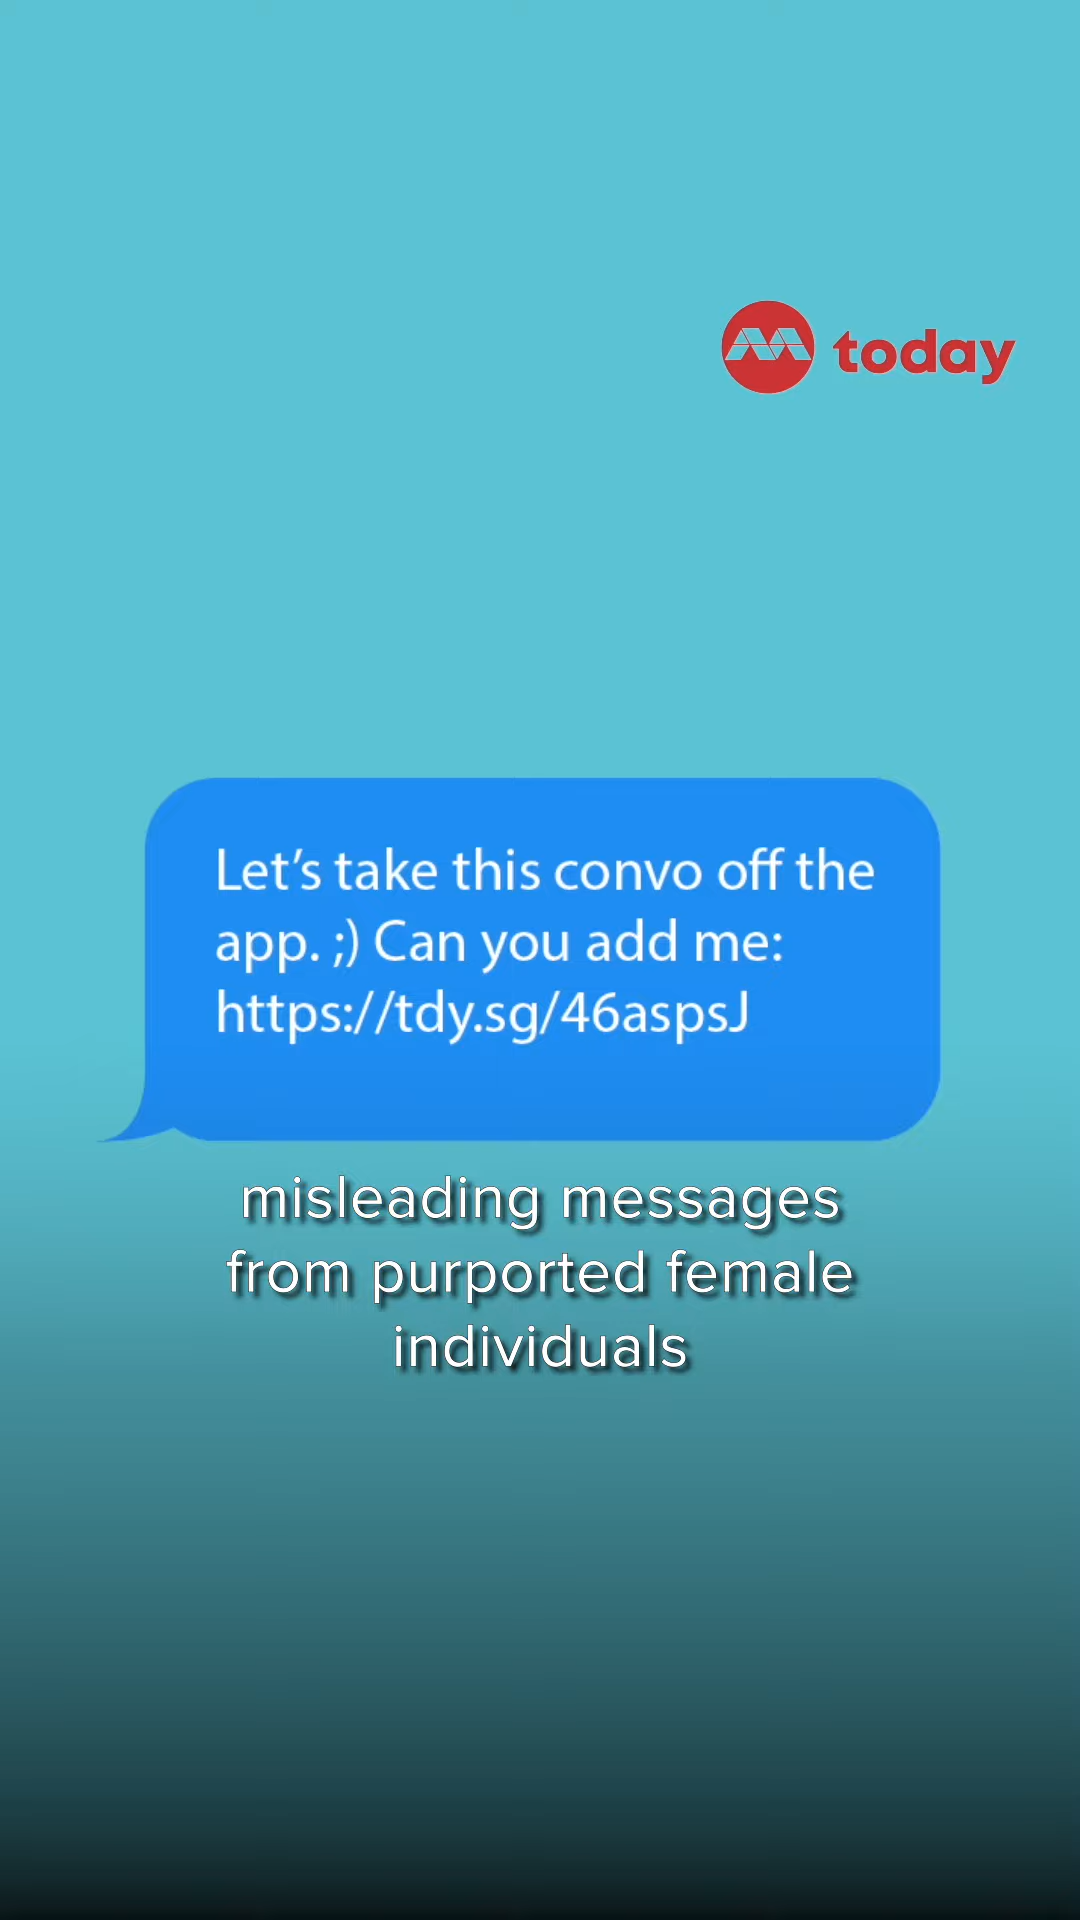 today
Let’s take this convo off the
app. ;) Can you add me:
https://tdy.sg/46aspsJ
misleading messages
from purported female
individuals